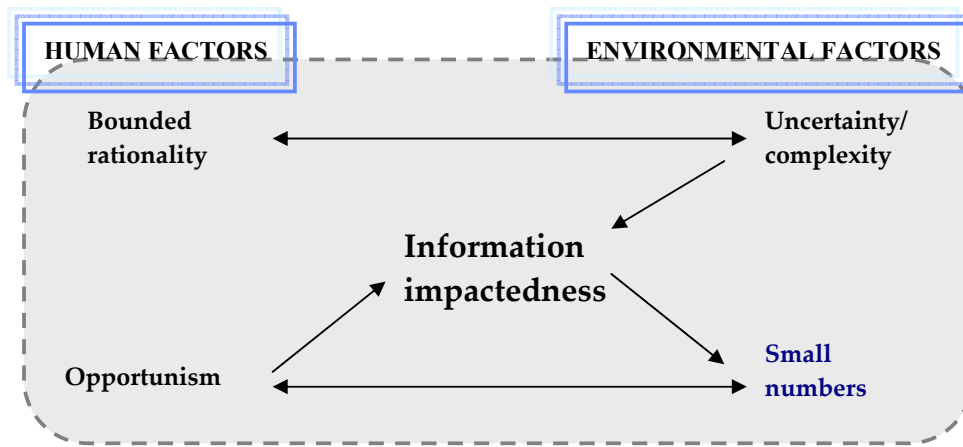 HUMAN FACTORS
ENVIRONMENTAL FACTORS
Bounded
rationality
Uncertainty/
complexity
Information
impactedness
Opportunism
Small
numbers